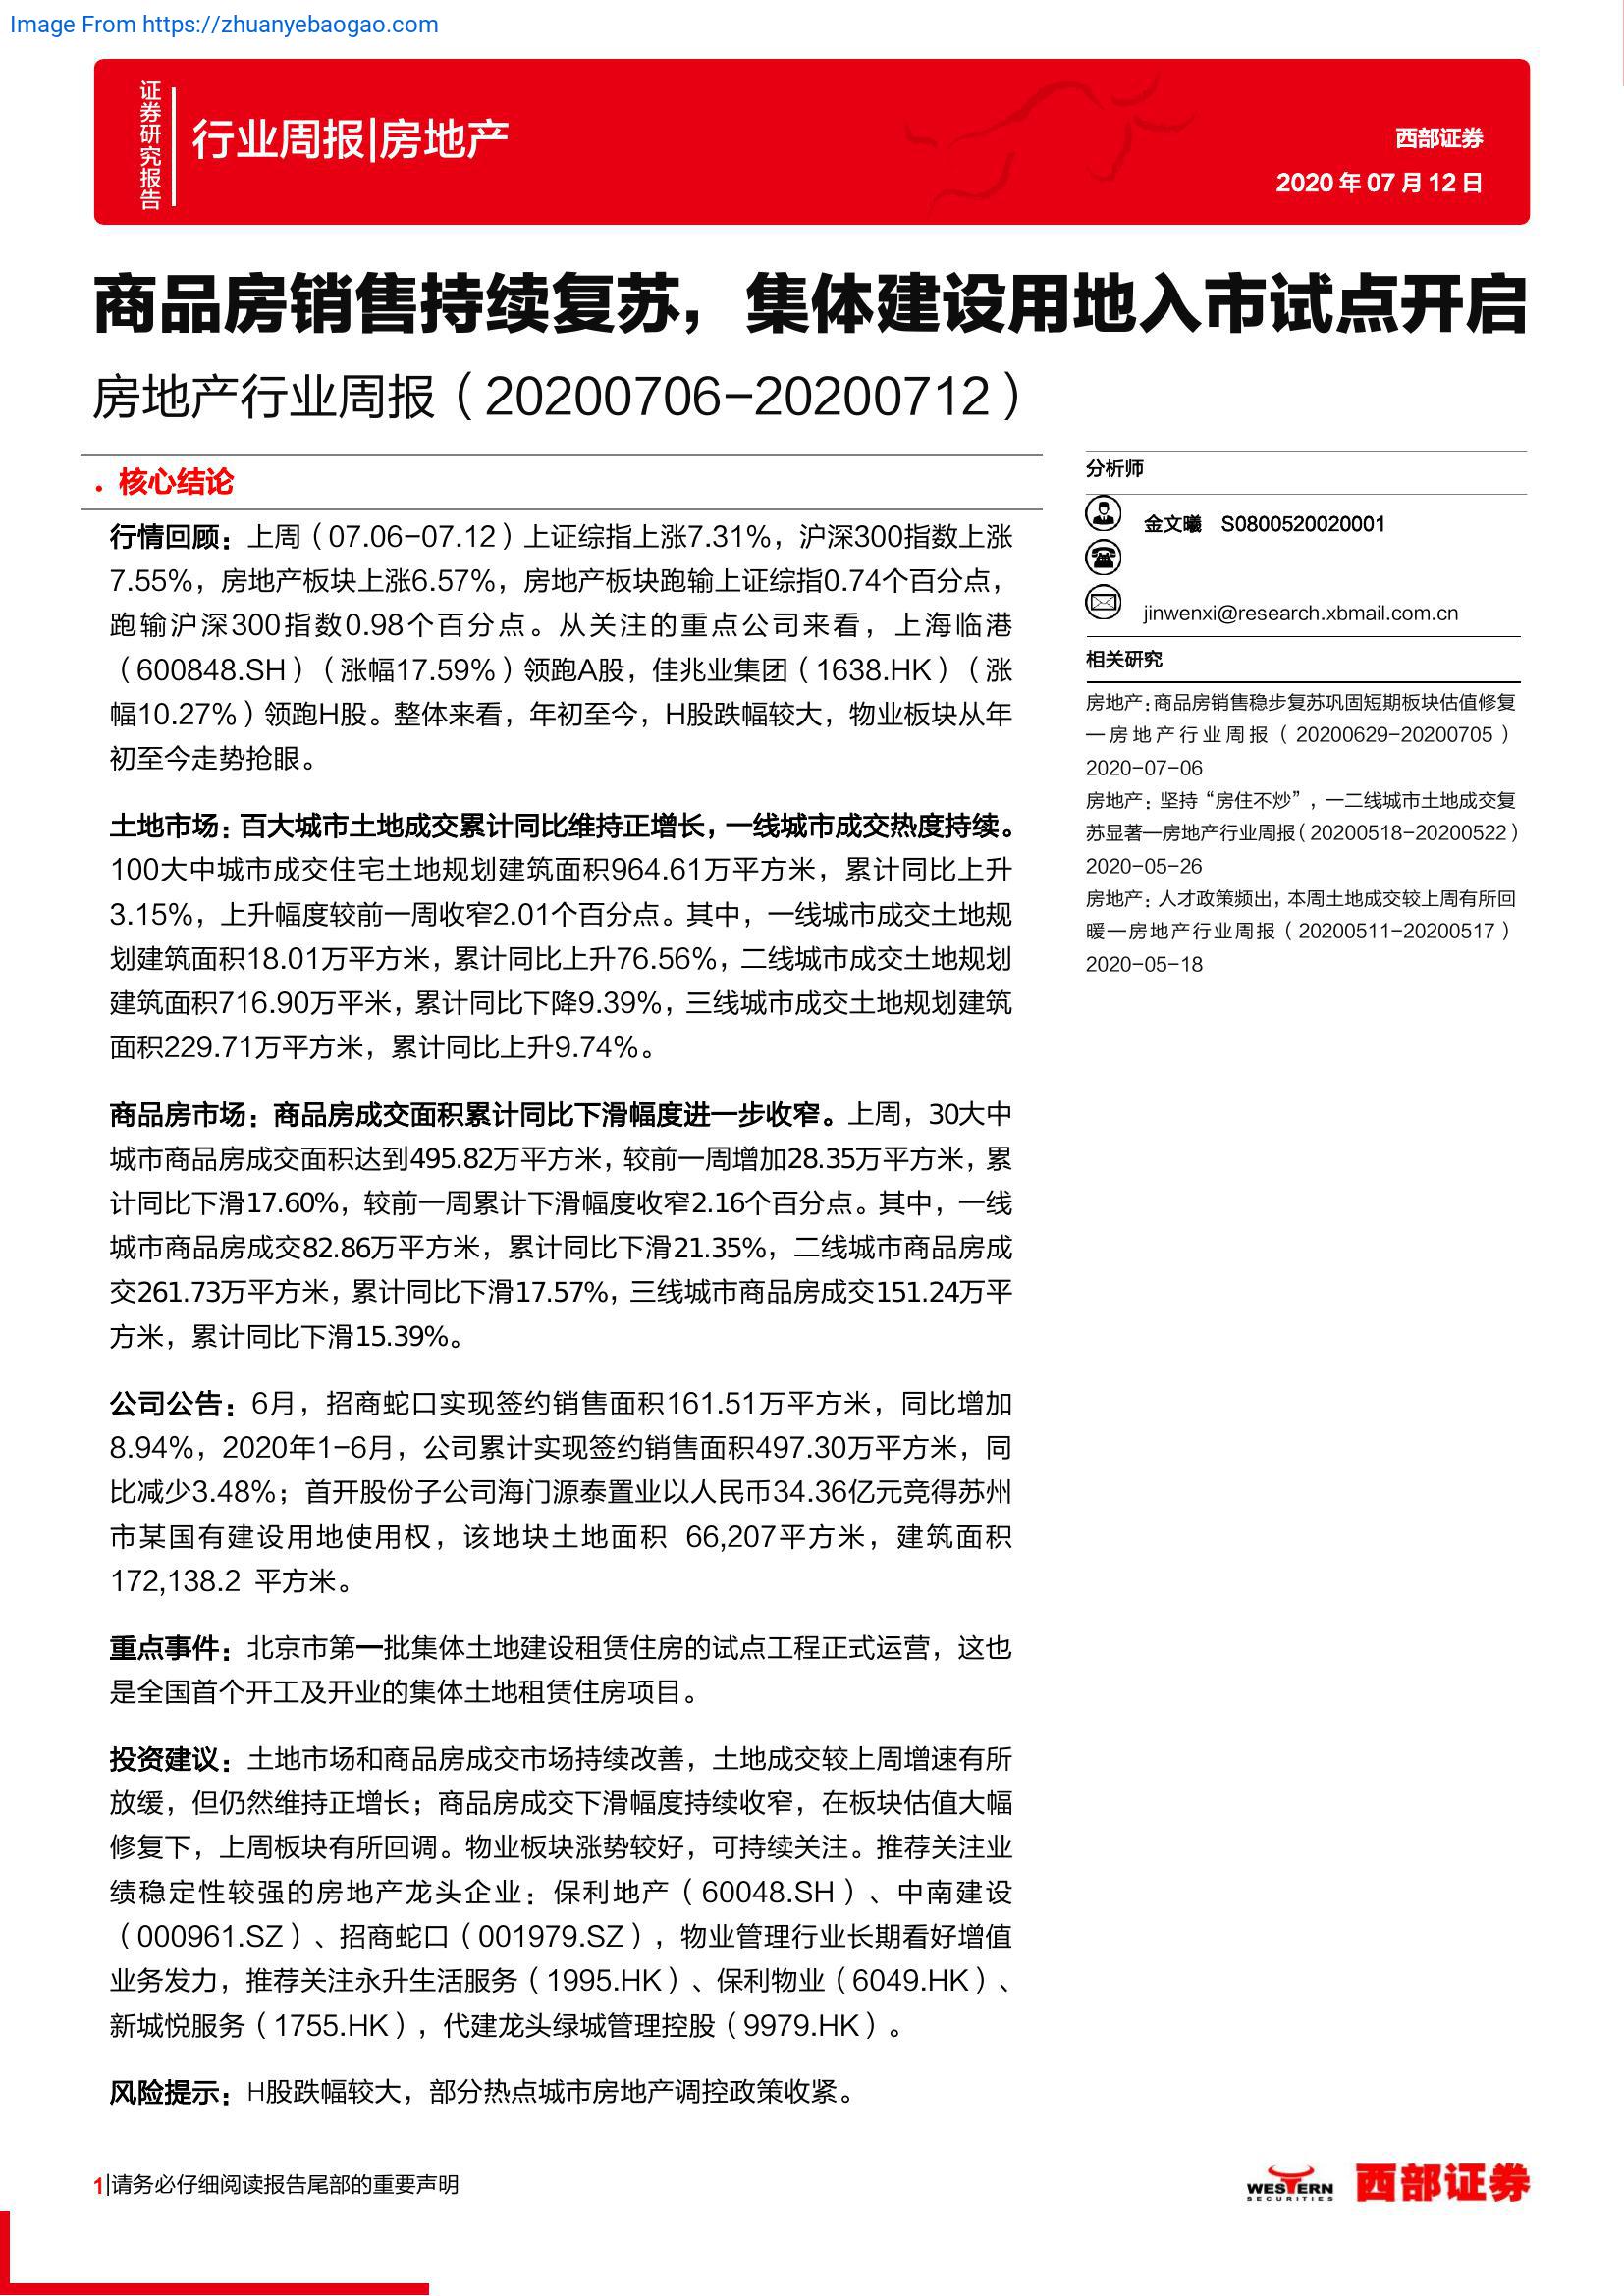 Image From https://zhuanyebaogao.com
证券研究报告
行业周报|房地产
西部证券
2020 年 07 月 12 日
商品房销售持续复苏，集体建设用地入市试点开启
房地产行业周报（20200706-20200712）
核心结论
行情回顾：上周（07.06-07.12）上证综指上涨7.31%，沪深300指数上涨
7.55%，房地产板块上涨6.57%，房地产板块跑输上证综指0.74个百分点，
跑输沪深300指数0.98个百分点。从关注的重点公司来看，上海临港
（600848.SH）（涨幅17.59%）领跑A股，佳兆业集团（1638.HK）（涨
幅10.27%）领跑H股。整体来看，年初至今，H股跌幅较大，物业板块从年
初至今走势抢眼。
土地市场：百大城市土地成交累计同比维持正增长，一线城市成交热度持续。
100大中城市成交住宅土地规划建筑面积964.61万平方米，累计同比上升
3.15%，上升幅度较前一周收窄2.01个百分点。其中，一线城市成交土地规
划建筑面积18.01万平方米，累计同比上升76.56%，二线城市成交土地规划
建筑面积716.90万平米，累计同比下降9.39%，三线城市成交土地规划建筑
面积229.71万平方米，累计同比上升9.74%。
商品房市场：商品房成交面积累计同比下滑幅度进一步收窄。上周，30大中
城市商品房成交面积达到495.82万平方米，较前一周增加28.35万平方米，累
计同比下滑17.60%，较前一周累计下滑幅度收窄2.16个百分点。其中，一线
城市商品房成交82.86万平方米，累计同比下滑21.35%，二线城市商品房成
交261.73万平方米，累计同比下滑17.57%，三线城市商品房成交151.24万平
方米，累计同比下滑15.39%。
公司公告：6月，招商蛇口实现签约销售面积161.51万平方米，同比增加
8.94%，2020年1-6月，公司累计实现签约销售面积497.30万平方米，同
比减少3.48%；首开股份子公司海门源泰置业以人民币34.36亿元竞得苏州
市某国有建设用地使用权，该地块土地面积 66,207平方米，建筑面积
172,138.2 平方米。
重点事件：北京市第一批集体土地建设租赁住房的试点工程正式运营，这也
是全国首个开工及开业的集体土地租赁住房项目。
投资建议：土地市场和商品房成交市场持续改善，土地成交较上周增速有所
放缓，但仍然维持正增长；商品房成交下滑幅度持续收窄，在板块估值大幅
修复下，上周板块有所回调。物业板块涨势较好，可持续关注。推荐关注业
绩稳定性较强的房地产龙头企业：保利地产（60048.SH）、中南建设
（000961.SZ）、招商蛇口（001979.SZ），物业管理行业长期看好增值
业务发力，推荐关注永升生活服务（1995.HK）、保利物业（6049.HK）、
新城悦服务（1755.HK），代建龙头绿城管理控股（9979.HK）。
风险提示：H股跌幅较大，部分热点城市房地产调控政策收紧。
分析师
金文曦 S0800520020001
jinwenxi@research.xbmail.com.cn
相关研究
房地产：商品房销售稳步复苏巩固短期板块估值修复
—房地产行业周报（20200629-20200705）
2020-07-06
房地产：坚持“房住不炒”，一二线城市土地成交复
苏显著—房地产行业周报（20200518-20200522）
2020-05-26
房地产：人才政策频出，本周土地成交较上周有所回
暖—房地产行业周报（20200511-20200517）
2020-05-18
1|请务必仔细阅读报告尾部的重要声明
WESTERN
SECURITIES
西部证券